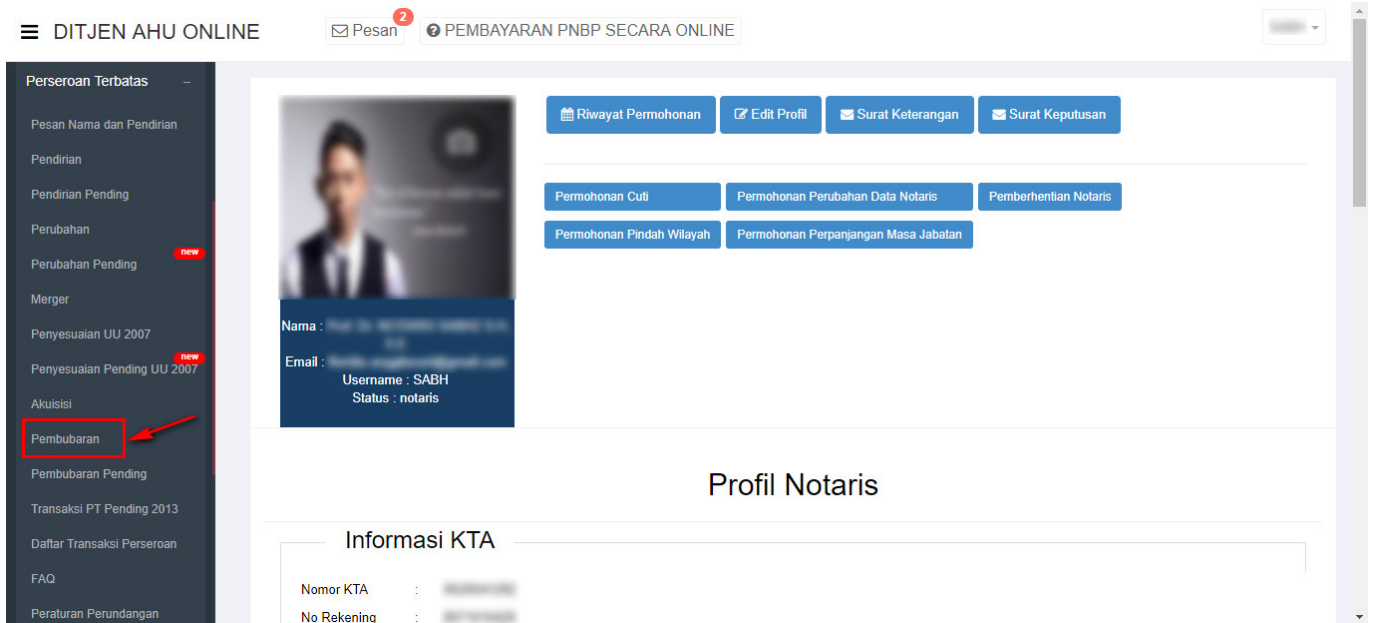 DITJEN AHU ONLINE
Pesan
2
PEMBAYARAN PNBP SECARA ONLINE
Perseroan Terbatas
Pesan Nama dan Pendirian
Pendirian
Pendirian Pending
Perubahan
Perubahan Pending
new
Merger
Penyesuaian UU 2007
Penyesuaian Pending UU 2007
new
Akuisisi
Pembubaran
Pembubaran Pending
Transaksi PT Pending 2013
Daftar Transaksi Perseroan
FAQ
Peraturan Perundangan
Riwayat Permohonan
Edit Profil
Surat Keterangan
Surat Keputusan
Permohonan Cuti
Permohonan Perubahan Data Notaris
Pemberhentian Notaris
Permohonan Pindah Wilayah
Permohonan Perpanjangan Masa Jabatan
Nama :
Email :
Username : SABH
Status : notaris
Profil Notaris
Informasi KTA
Nomor KTA :
No Rekening :